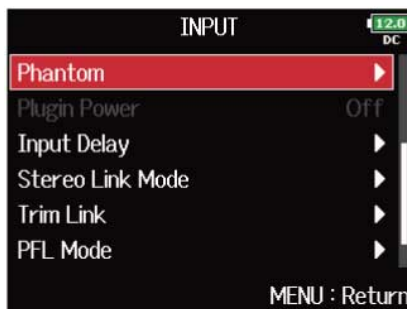 INPUT
12.0
DC
Phantom
Plugin Power Off
Input Delay
Stereo Link Mode
Trim Link
PFL Mode
MENU : Return